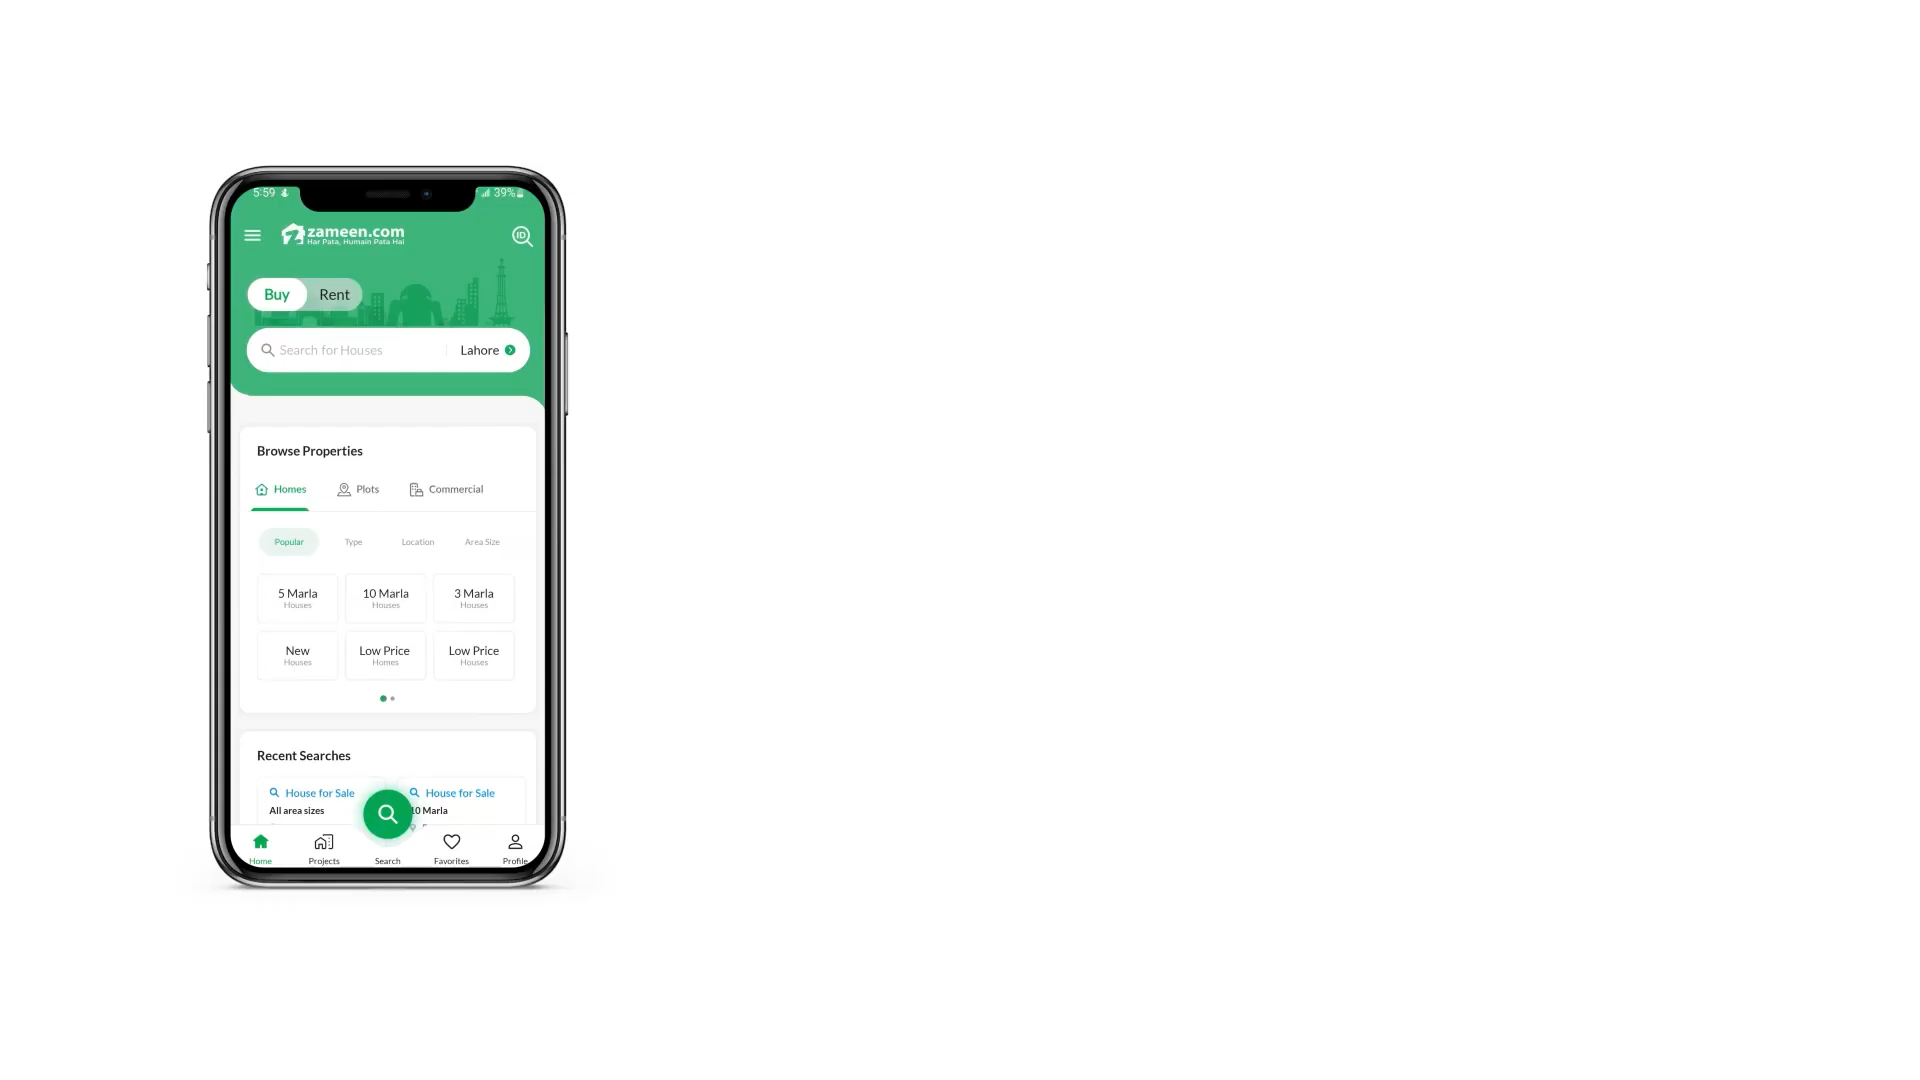 5:59
39%
zameen.com
Har Pata, Humain Pata Hai
ID
Buy Rent
Search for Houses Lahore
Browse Properties
Homes Plots Commercial
Popular Type Location Area Size
5 Marla 10 Marla 3 Marla
Houses Houses Houses
New Low Price Low Price
Houses Homes Houses
Recent Searches
House for Sale House for Sale
All area sizes 10 Marla
Home Projects Search Favorites Profile